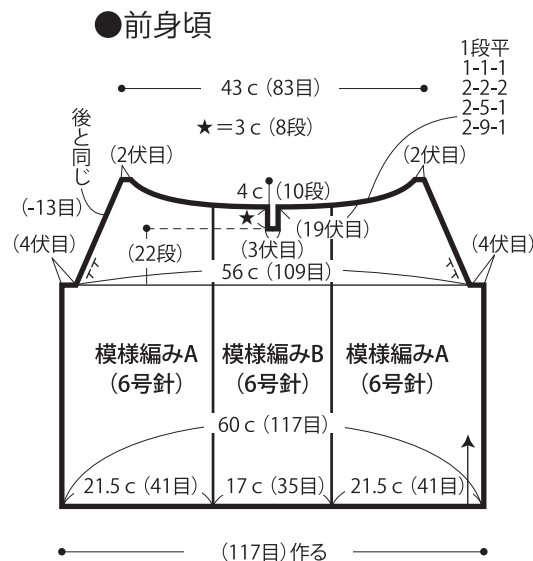 ●前身頃
1段平
1-1-1
2-2-2
2-5-1
2-9-1
43c(83目)
★=3c(8段)
後と同じ
(2伏目)
(2伏目)
4c(10段)
★
(-13目)
(19伏目)
(3伏目)
(22段)
(4伏目)
(4伏目)
56c(109目)
模様編みA
(6号針)
模様編みB
(6号針)
模様編みA
(6号針)
60c(117目)
21.5c(41目)
17c(35目)
21.5c(41目)
(117目)作る